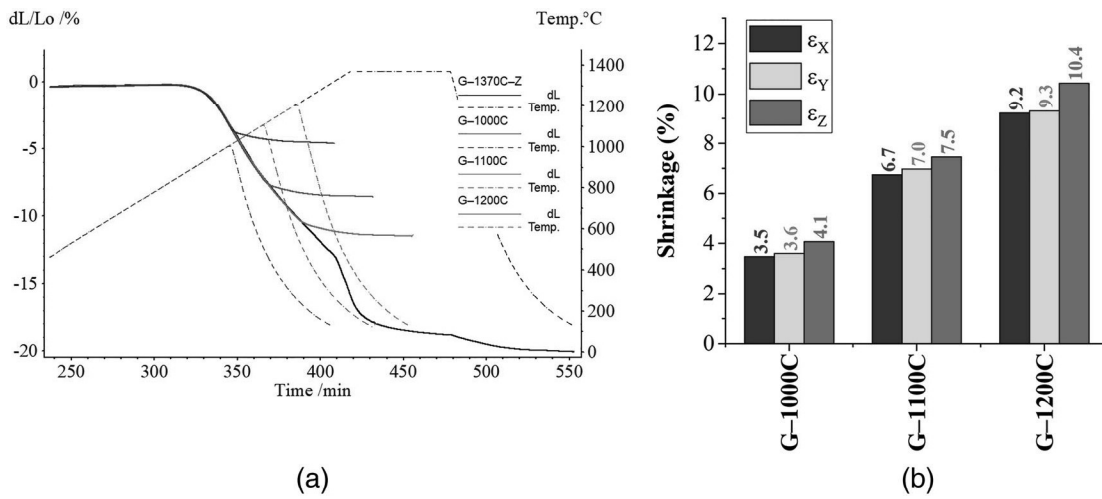 dL/Lo /%
Temp.°C
0
-5
-10
-15
-20
1400
1200
1000
800
600
400
200
0
G–1370C–Z
dL
Temp.
G–1000C
dL
Temp.
G–1100C
dL
Temp.
G–1200C
dL
Temp.
250 300 350 400 450 500 550
Time /min
(a)
Shrinkage (%)
12
10
8
6
4
2
0
εX
εY
εZ
3.5 3.6 4.1
6.7 7.0 7.5
9.2 9.3 10.4
G–1000C
G–1100C
G–1200C
(b)